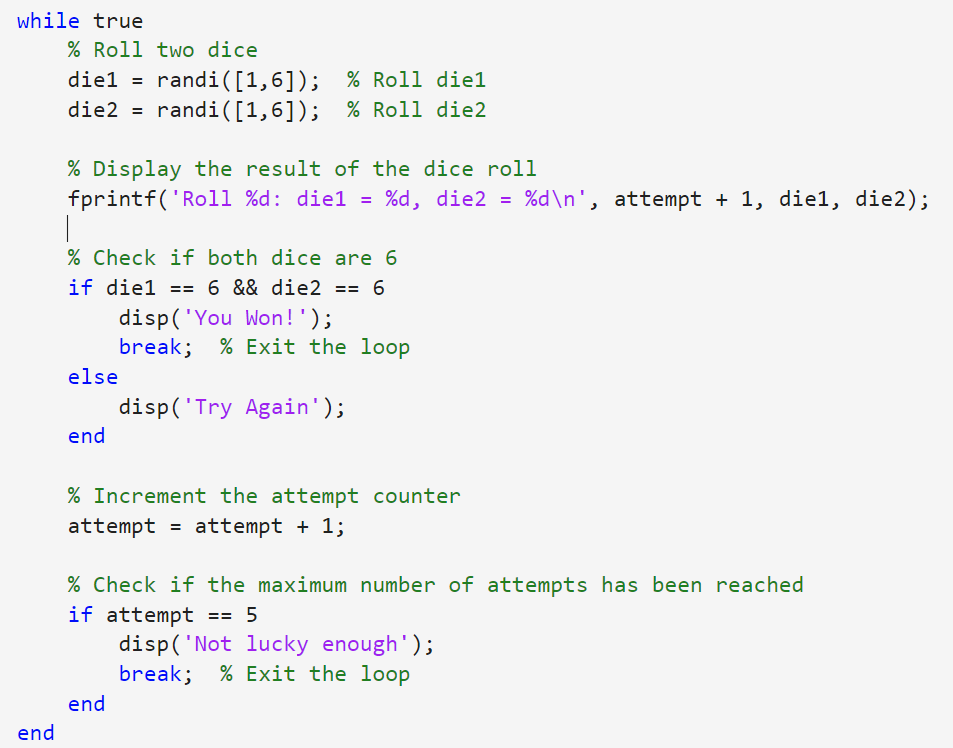 while true
    % Roll two dice
    die1 = randi([1,6]);  % Roll die1
    die2 = randi([1,6]);  % Roll die2

    % Display the result of the dice roll
    fprintf('Roll %d: die1 = %d, die2 = %d\n', attempt + 1, die1, die2);

    % Check if both dice are 6
    if die1 == 6 && die2 == 6
        disp('You Won!');
        break;  % Exit the loop
    else
        disp('Try Again');
    end

    % Increment the attempt counter
    attempt = attempt + 1;

    % Check if the maximum number of attempts has been reached
    if attempt == 5
        disp('Not lucky enough');
        break;  % Exit the loop
    end
end